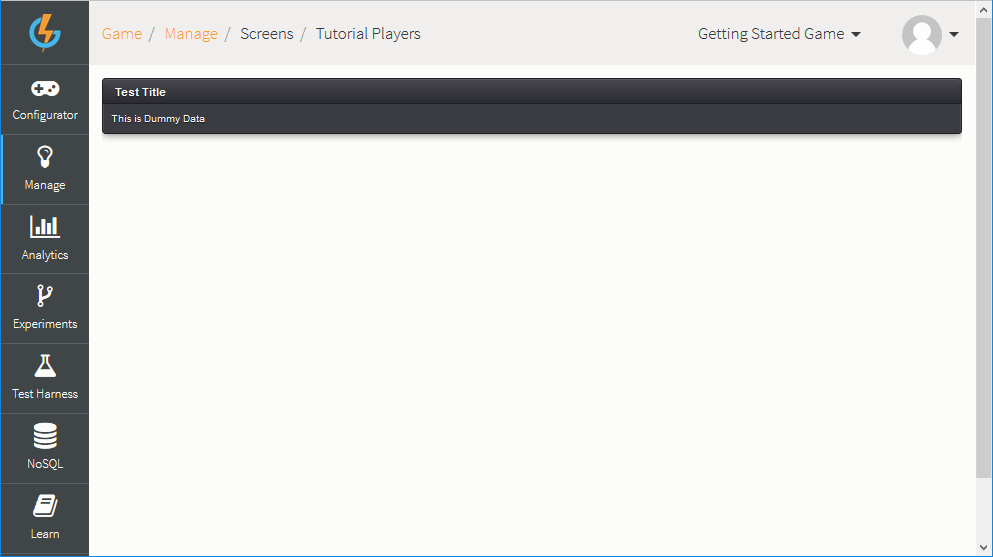 Game / Manage / Screens / Tutorial Players
Getting Started Game
Configurator
Manage
Analytics
Experiments
Test Harness
NoSQL
Learn
Test Title
This is Dummy Data